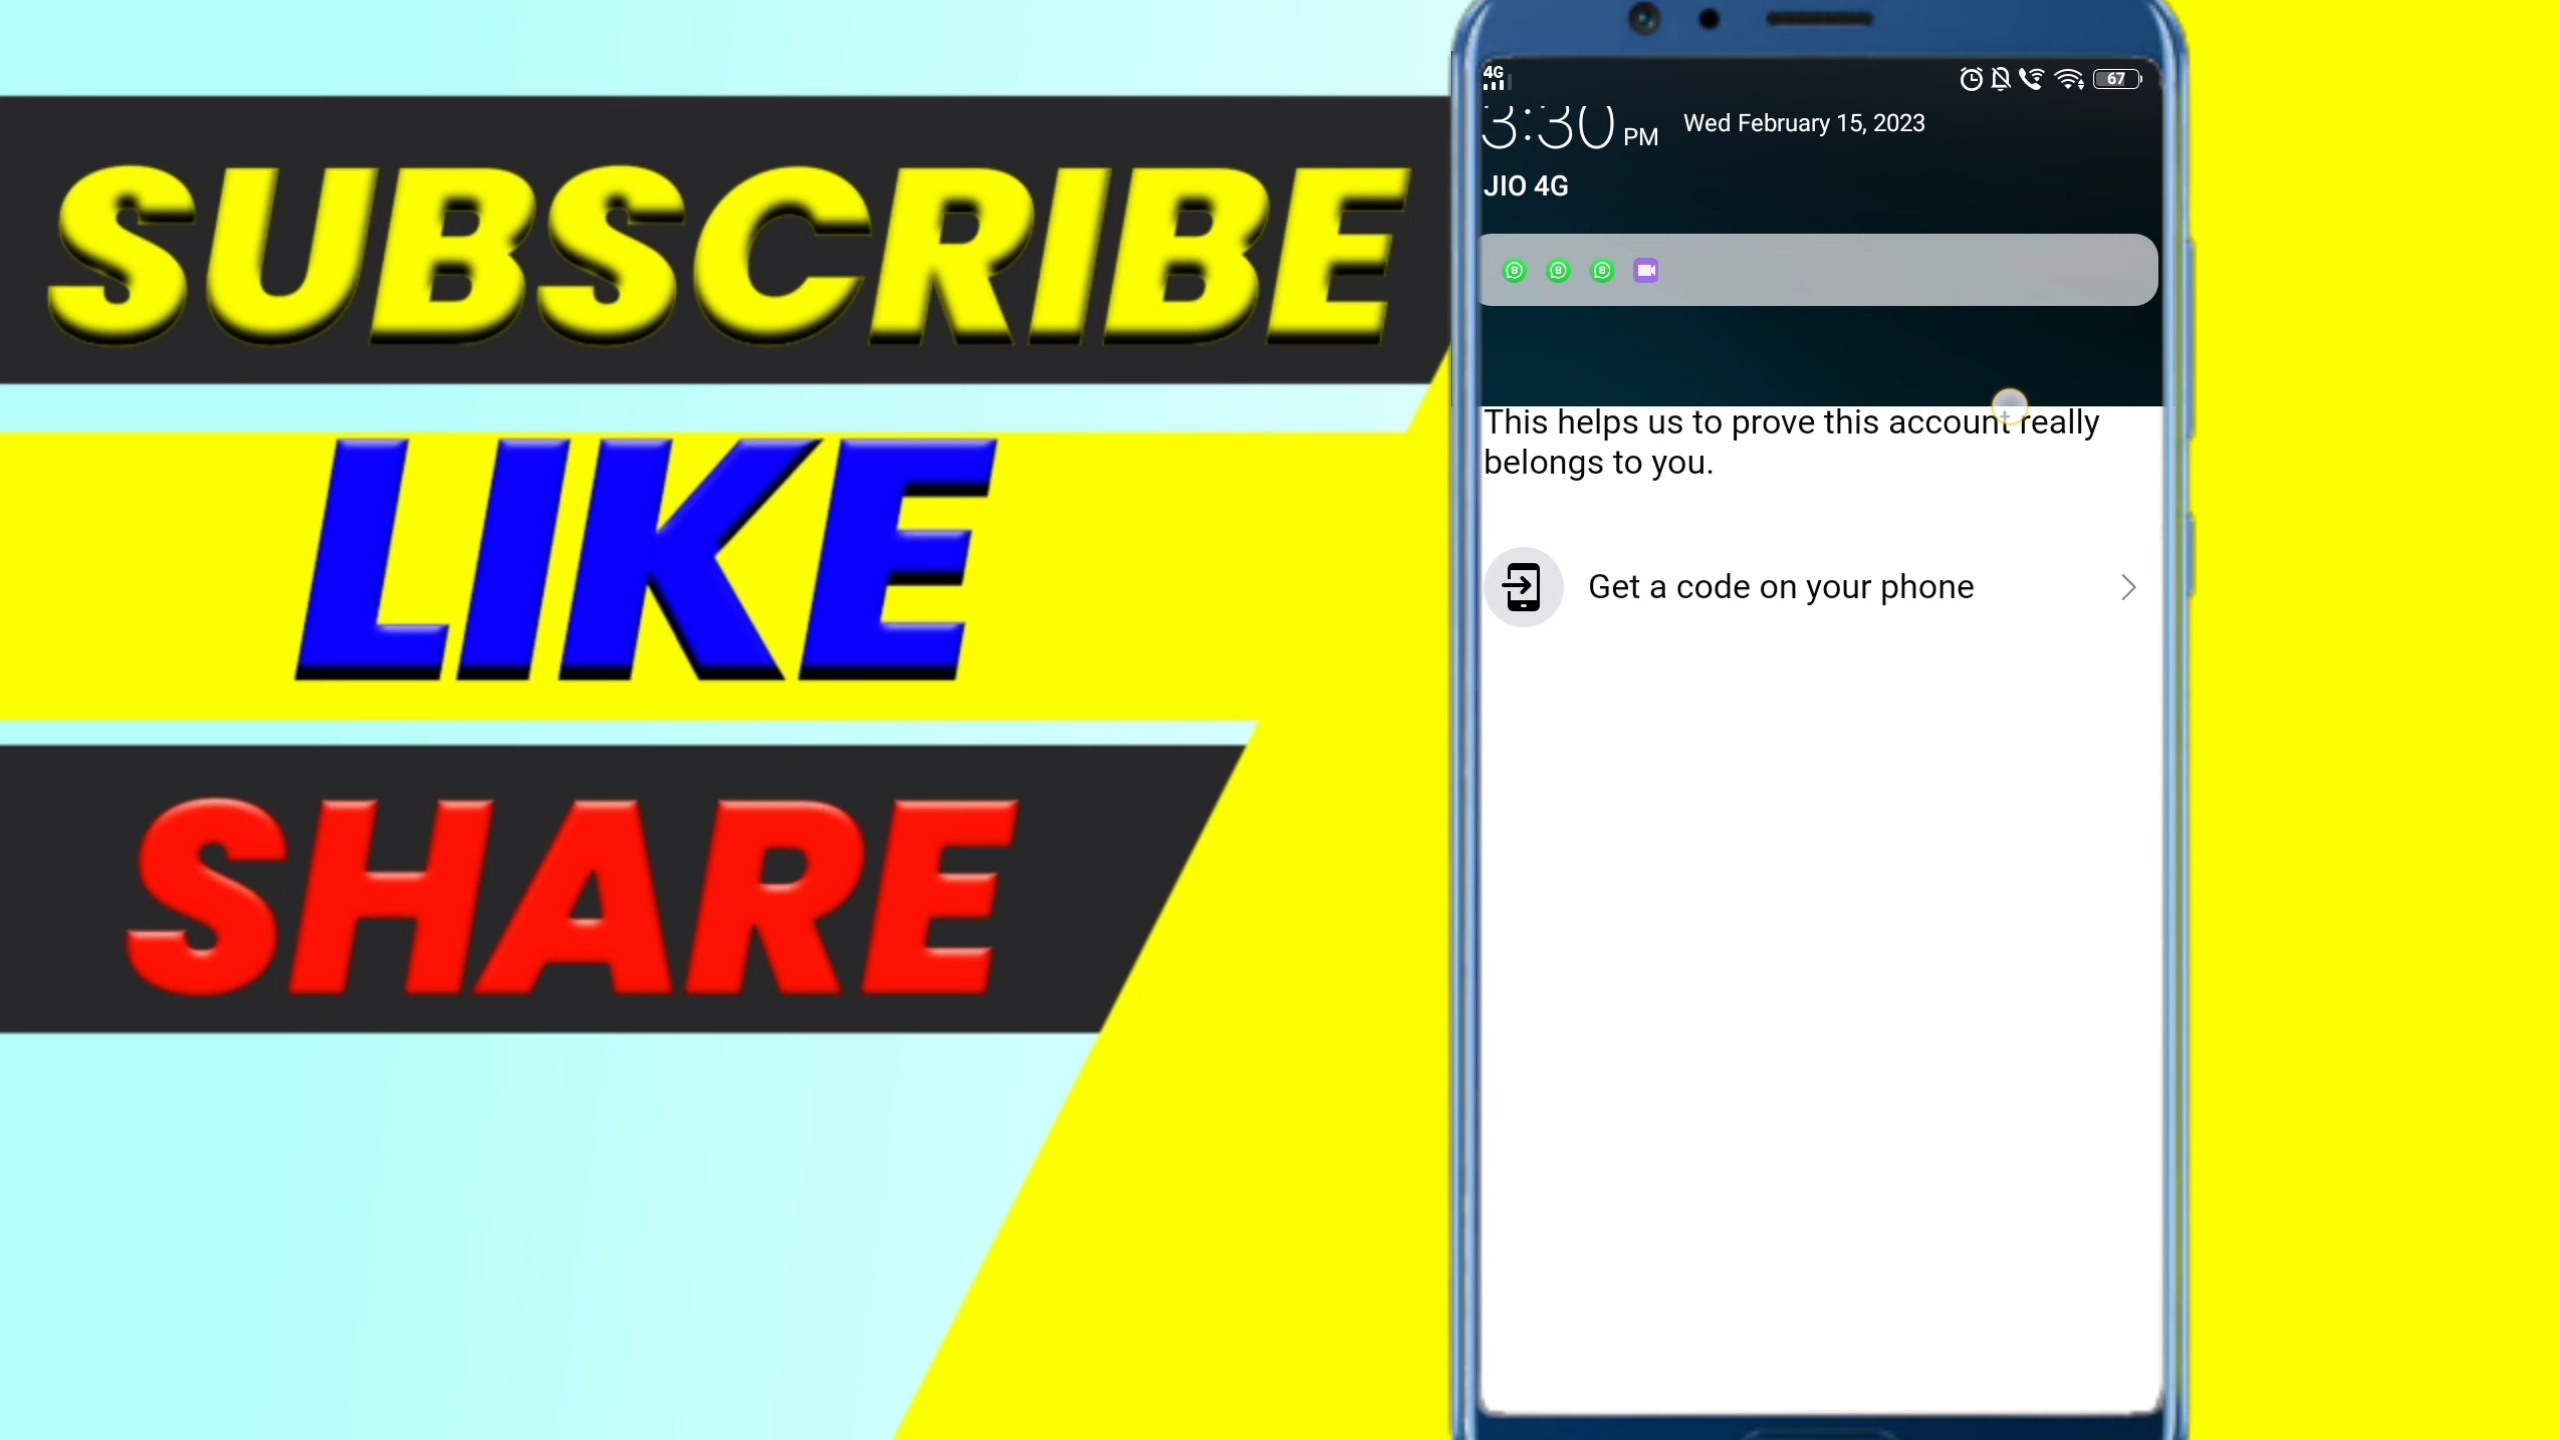 SUBSCRIBE
LIKE
SHARE
4G
67
3:30 PM Wed February 15, 2023
JIO 4G
This helps us to prove this account really
belongs to you.
Get a code on your phone